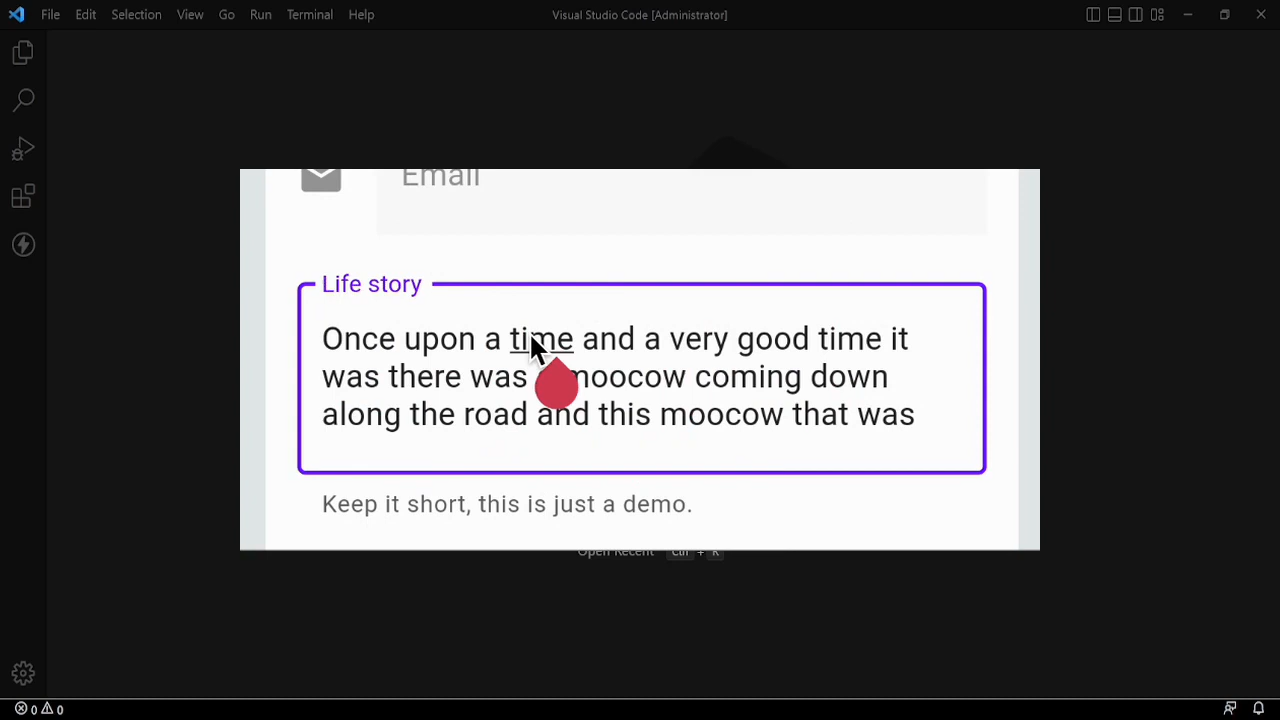 File Edit Selection View Go Run Terminal Help Visual Studio Code [Administrator]
Email
Life story
Once upon a time and a very good time it
was there was a moocow coming down
along the road and this moocow that was
Keep it short, this is just a demo.
Open Recent Ctrl + R
0 0